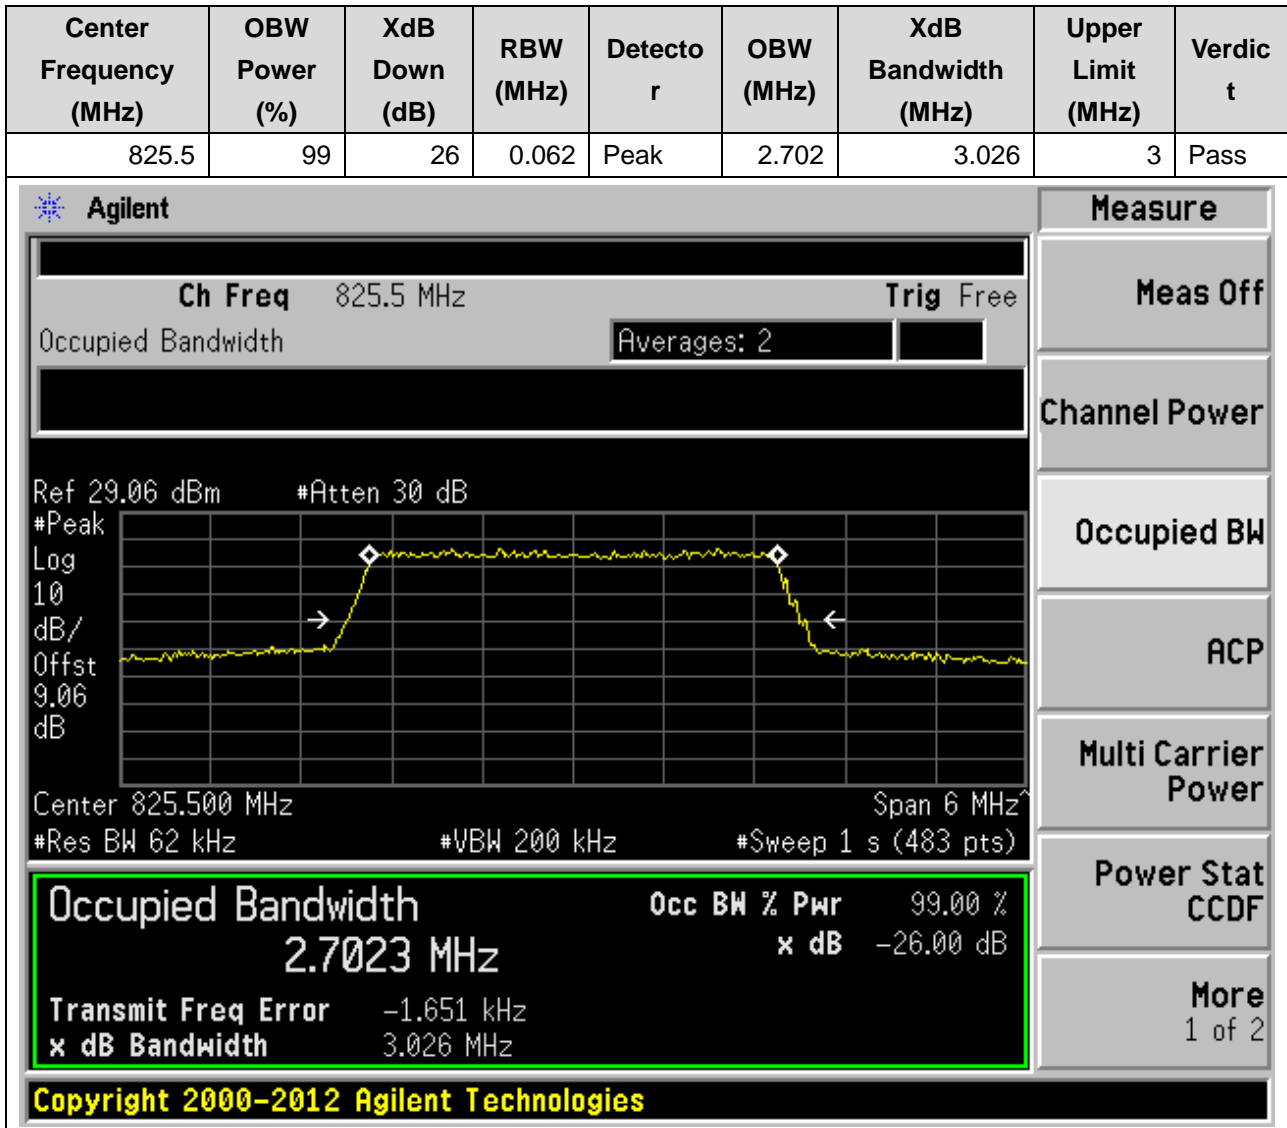 Center Frequency (MHz) OBW Power (%) XdB Down (dB) RBW (MHz) Detecto r OBW (MHz) XdB Bandwidth (MHz) Upper Limit (MHz) Verdic t
825.5 99 26 0.062 Peak 2.702 3.026 3 Pass
Agilent
Measure
Ch Freq 825.5 MHz Trig Free
Occupied Bandwidth Averages: 2
Meas Off
Channel Power
Occupied BW
ACP
Multi Carrier
Power
Power Stat
CCDF
More
1 of 2
Ref 29.06 dBm #Atten 30 dB
#Peak
Log
10
dB/
Offst
9.06
dB
Center 825.500 MHz Span 6 MHz^
#Res BW 62 kHz #VBW 200 kHz #Sweep 1 s (483 pts)
Occupied Bandwidth Occ BW % Pwr 99.00 %
2.7023 MHz x dB -26.00 dB
Transmit Freq Error -1.651 kHz
x dB Bandwidth 3.026 MHz
Copyright 2000-2012 Agilent Technologies